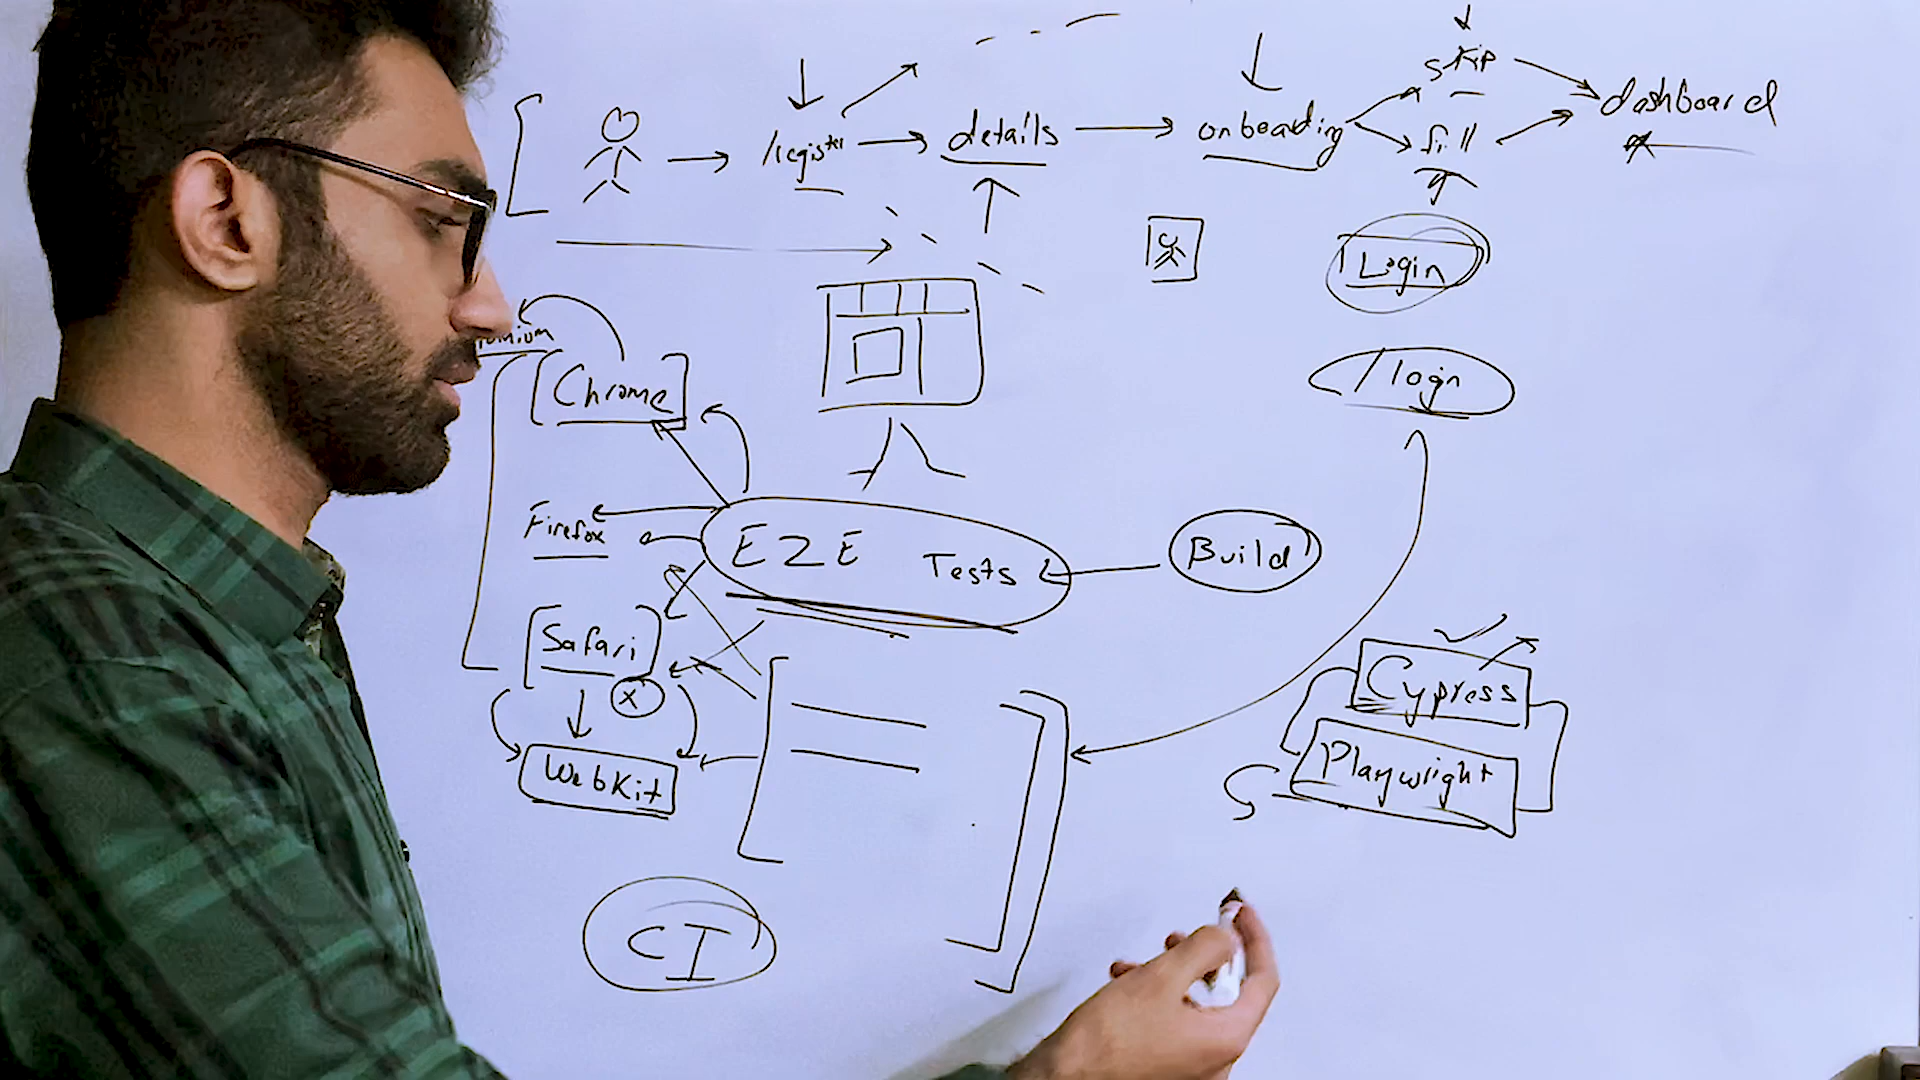 skip
/register details onboarding dashboard
fill
Login
/login
Chrome
Firefox
E2E Tests
Build
Safari
X
WebKit
Cypress
Playwright
CI